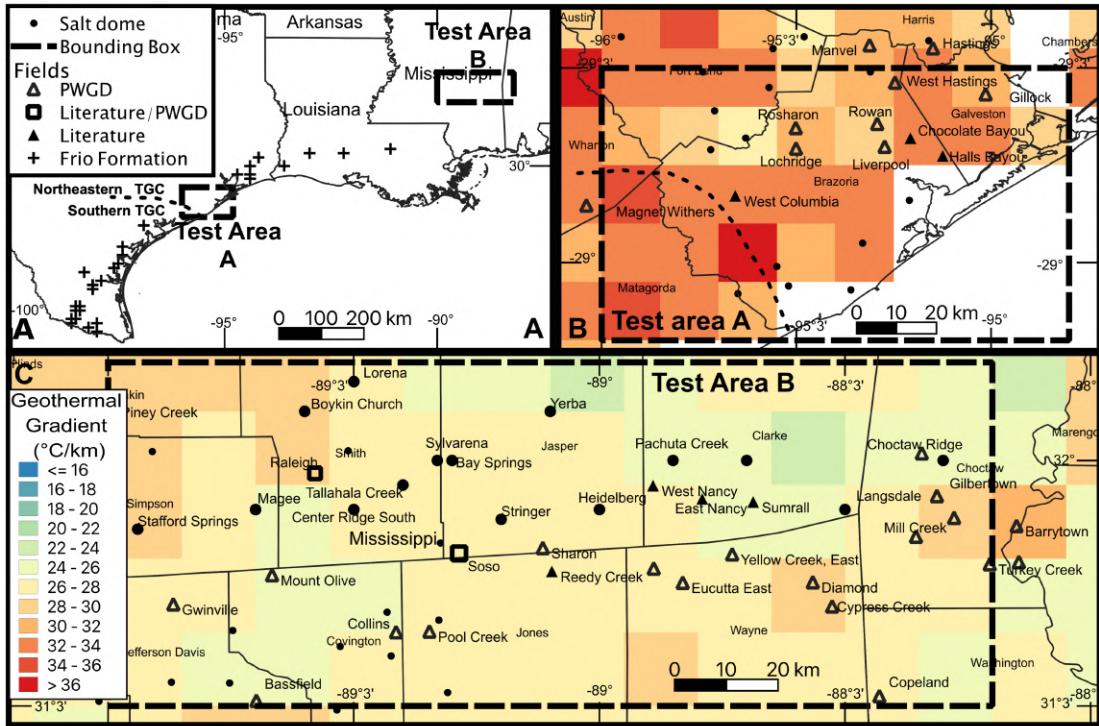 Salt dome
Bounding Box
Fields
PWGD
Literature/PWGD
Literature
Frio Formation
ma
-95°
Arkansas
Test Area
B
Mississippi
Louisiana
30°
Northeastern TGC
Southern TGC
Test Area
A
-100°
-95°
-90°
0 100 200 km
A
A
Austin
-96°
-95°3'
-95°
Harris
Manvel
Hastings
Chambers
-29°3'
Fort Bend
West Hastings
Gillock
Rosharon
Rowan
Galveston
Chocolate Bayou
Wharton
Lochridge
Liverpool
Halls Bayou
Brazoria
West Columbia
Magnet Withers
-29°
-29°
Matagorda
0 10 20 km
B
Test area A
-95°3'
-95°
C
Geothermal
Gradient
(°C/km)
<= 16
16 - 18
18 - 20
20 - 22
22 - 24
24 - 26
26 - 28
28 - 30
30 - 32
32 - 34
34 - 36
> 36
-89°3'
Lorena
-89°
Test Area B
-88°3'
-88°
Boykin Church
Yerba
Piney Creek
Marengo
Sylvarena
Jasper
Pachuta Creek
Clarke
Choctaw Ridge
32°
Raleigh
Smith
Bay Springs
Choctaw
Gilbertown
Tallahala Creek
Heidelberg
West Nancy
Langsdale
Simpson
Magee
Center Ridge South
Stringer
East Nancy
Sumrall
Stafford Springs
Mill Creek
Barrytown
Mississippi
Soso
Sharon
Yellow Creek, East
Turkey Creek
Mount Olive
Reedy Creek
Eucutta East
Diamond
Gwinville
Cypress Creek
Collins
Pool Creek
Jones
Wayne
Covington
Jefferson Davis
Washington
Bassfield
0 10 20 km
Copeland
31°3'
-89°3'
-89°
-88°3'
31°3'
-88°